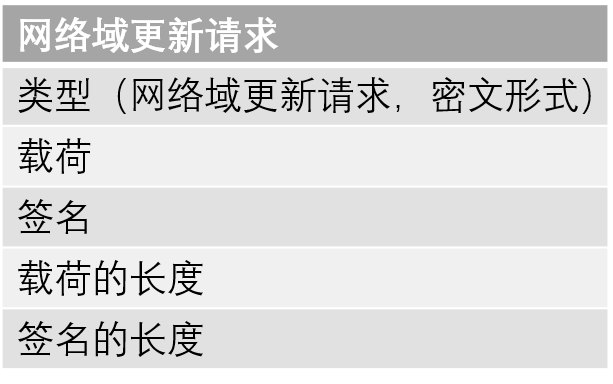 网络域更新请求
类型（网络域更新请求，密文形式）
载荷
签名
载荷的长度
签名的长度